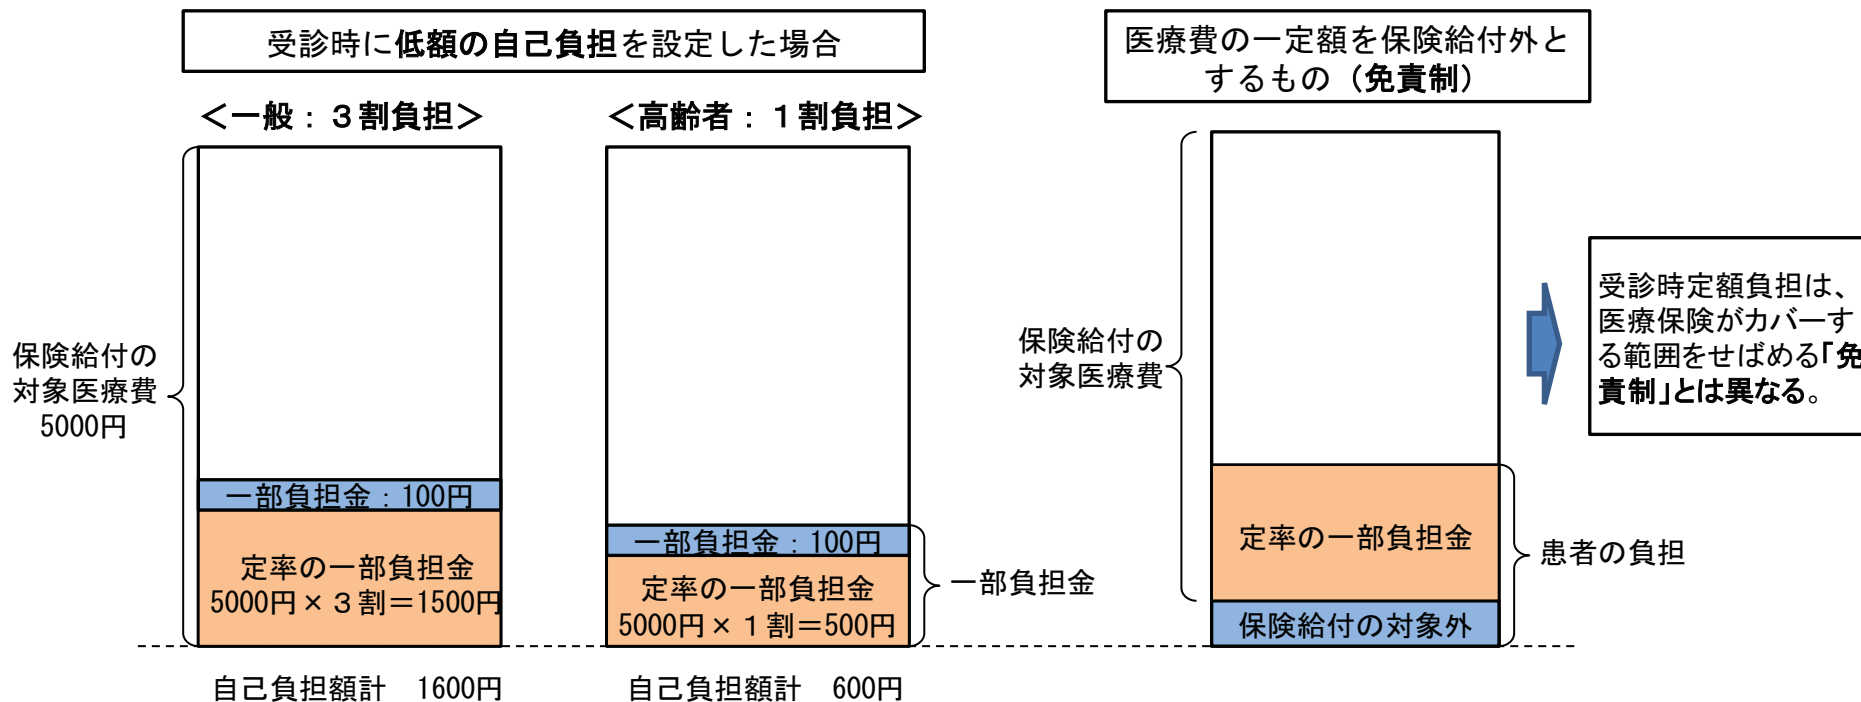 受診時に低額の自己負担を設定した場合
＜一般：３割負担＞
＜高齢者：１割負担＞
保険給付の
対象医療費
5000円
一部負担金：100円
定率の一部負担金
5000円×３割＝1500円
自己負担額計　1600円
一部負担金：100円
定率の一部負担金
5000円×１割＝500円
一部負担金
自己負担額計　600円
医療費の一定額を保険給付外と
するもの（免責制）
保険給付の
対象医療費
定率の一部負担金
保険給付の対象外
患者の負担
受診時定額負担は、
医療保険がカバーす
る範囲をせばめる「免
責制」とは異なる。